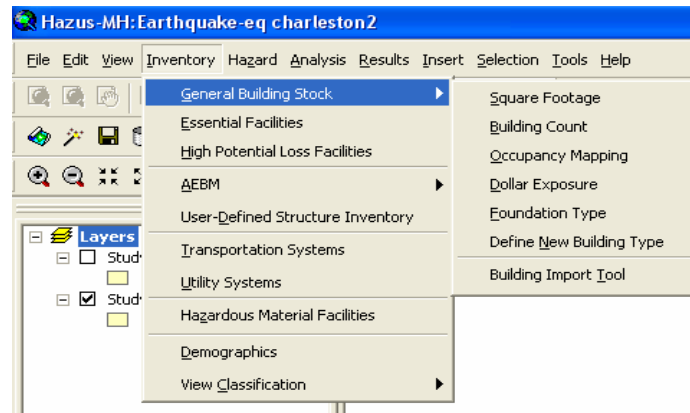 Hazus-MH:Earthquake-eq charleston2
File Edit View Inventory Hazard Analysis Results Insert Selection Tools Help
General Building Stock
Essential Facilities
High Potential Loss Facilities
AEBM
User-Defined Structure Inventory
Transportation Systems
Utility Systems
Hazardous Material Facilities
Demographics
View Classification
Square Footage
Building Count
Occupancy Mapping
Dollar Exposure
Foundation Type
Define New Building Type
Building Import Tool
Layers